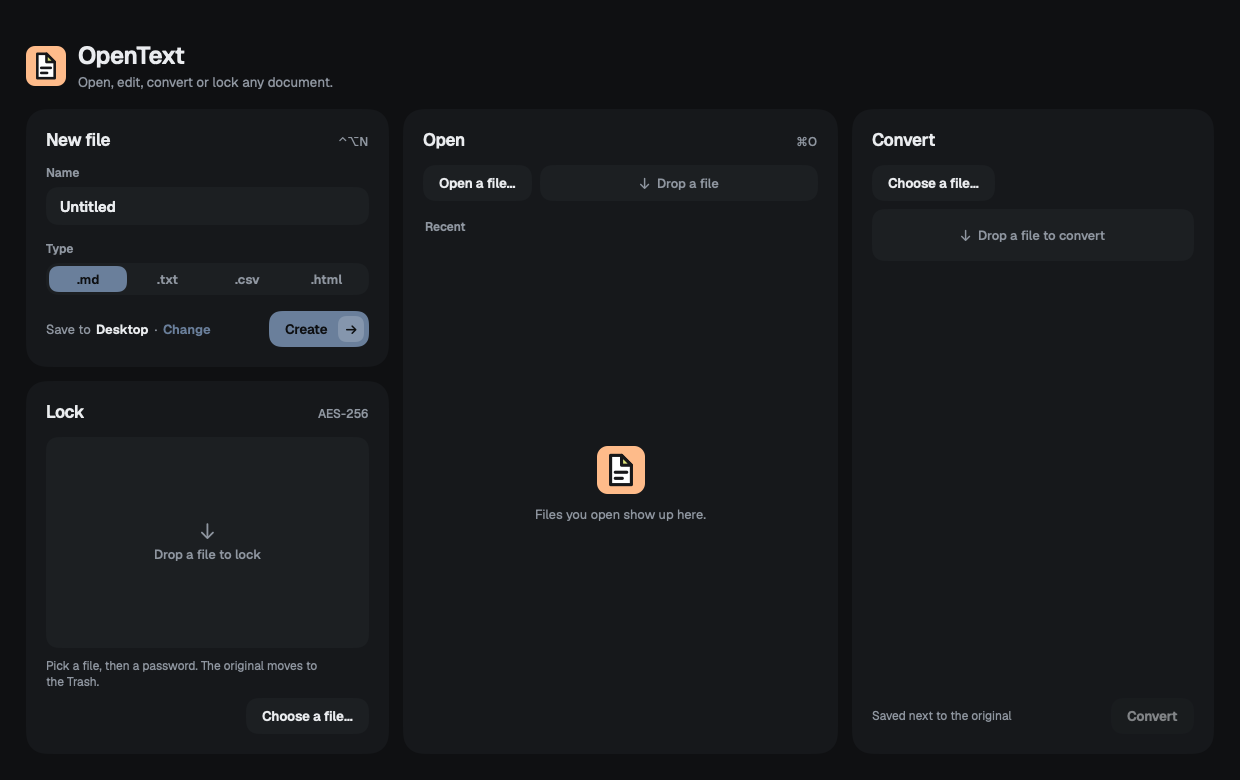 OpenText
Open, edit, convert or lock any document.
New file
^⌥N
Name
Untitled
Type
.md
.txt
.csv
.html
Save to Desktop · Change
Create →
Lock
AES-256
↓
Drop a file to lock
Pick a file, then a password. The original moves to
the Trash.
Choose a file...
Open
⌘O
Open a file...
↓ Drop a file
Recent
Files you open show up here.
Convert
Choose a file...
↓ Drop a file to convert
Saved next to the original
Convert